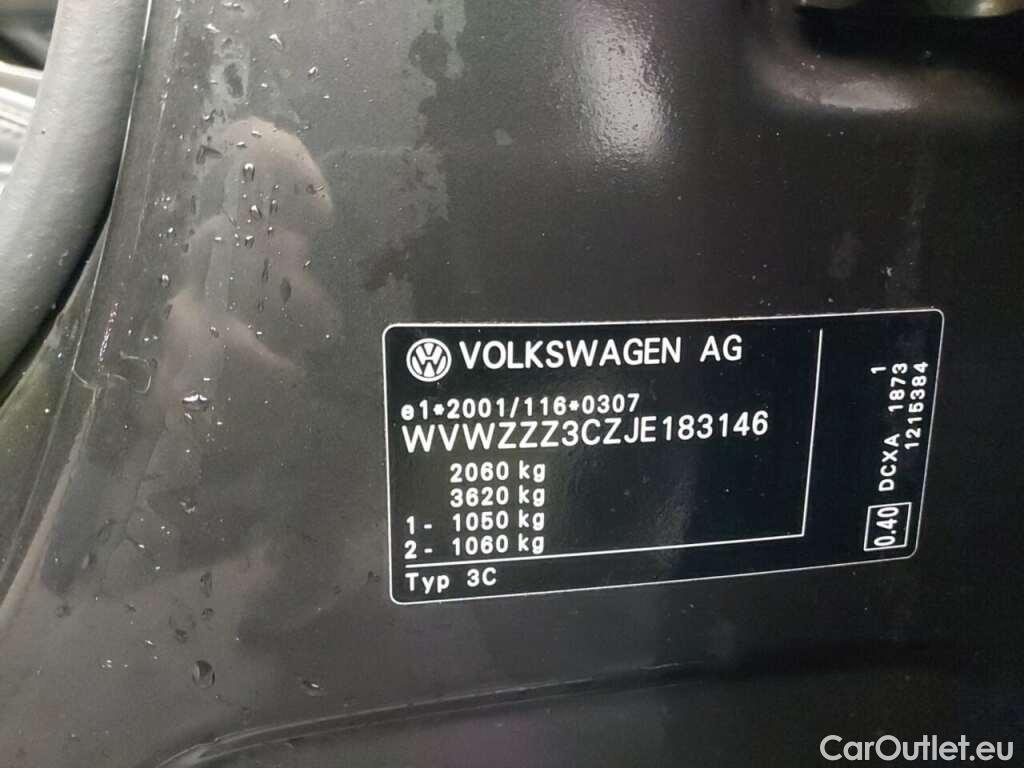 VOLKSWAGEN AG
e1*2001/116*0307
WVWZZZ3CZJE183146
2060 kg
3620 kg
1- 1050 kg
2- 1060 kg
Typ 3C
1
0.40 DCXA 1873
1215384
CarOutlet.eu